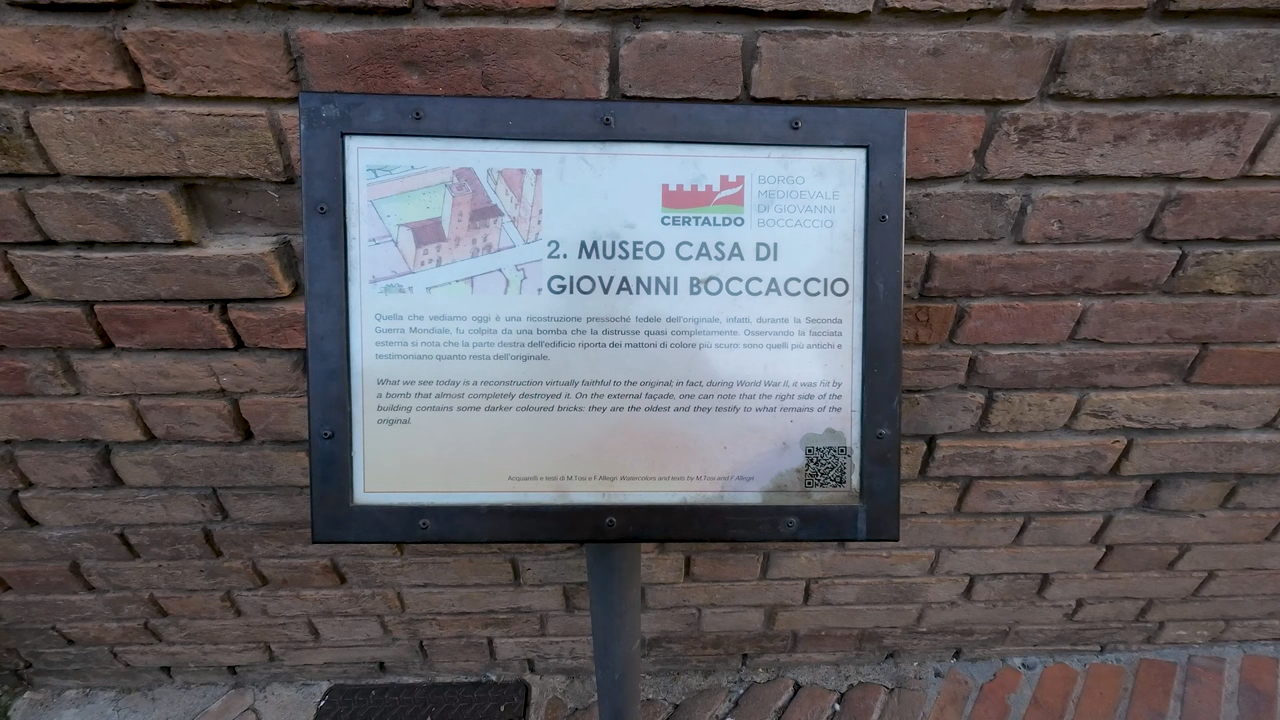 CERTALDO
BORGO
MEDIOEVALE
DI GIOVANNI
BOCCACCIO
2. MUSEO CASA DI
GIOVANNI BOCCACCIO
Quella che vediamo oggi è una ricostruzione pressoché fedele dell'originale, infatti, durante la Seconda
Guerra Mondiale, fu colpita da una bomba che la distrusse quasi completamente. Osservando la facciata
esterna si nota che la parte destra dell'edificio riporta dei mattoni di colore più scuro: sono quelli più antichi e
testimoniano quanto resta dell'originale.
What we see today is a reconstruction virtually faithful to the original; in fact, during World War II, it was hit by
a bomb that almost completely destroyed it. On the external façade, one can note that the right side of the
building contains some darker coloured bricks: they are the oldest and they testify to what remains of the
original.
Acquarelli e testi di M.Tosi e F.Allegri Watercolors and texts by M.Tosi and F.Allegri